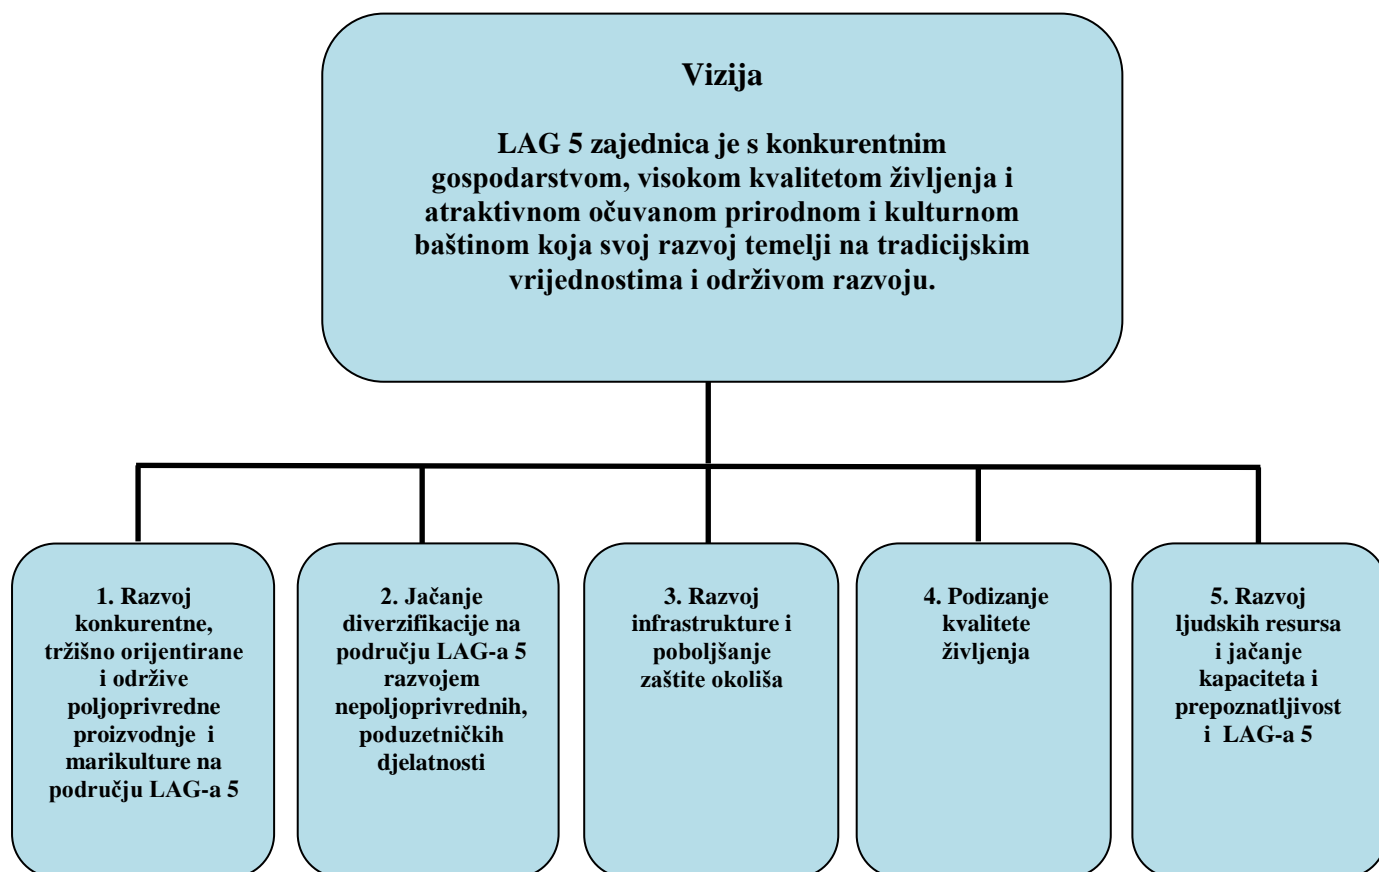 Vizija
LAG 5 zajednica je s konkurentnim
gospodarstvom, visokom kvalitetom življenja i
atraktivnom očuvanom prirodnom i kulturnom
baštinom koja svoj razvoj temelji na tradicijskim
vrijednostima i održivom razvoju.
1. Razvoj
konkurentne,
tržišno orijentirane
i održive
poljoprivredne
proizvodnje i
marikulture na
području LAG-a 5
2. Jačanje
diverzifikacije na
području LAG-a 5
razvojem
nepoljoprivrednih,
poduzetničkih
djelatnosti
3. Razvoj
infrastrukture i
poboljšanje
zaštite okoliša
4. Podizanje
kvalitete
življenja
5. Razvoj
ljudskih resursa
i jačanje
kapaciteta i
prepoznatljivost
i LAG-a 5